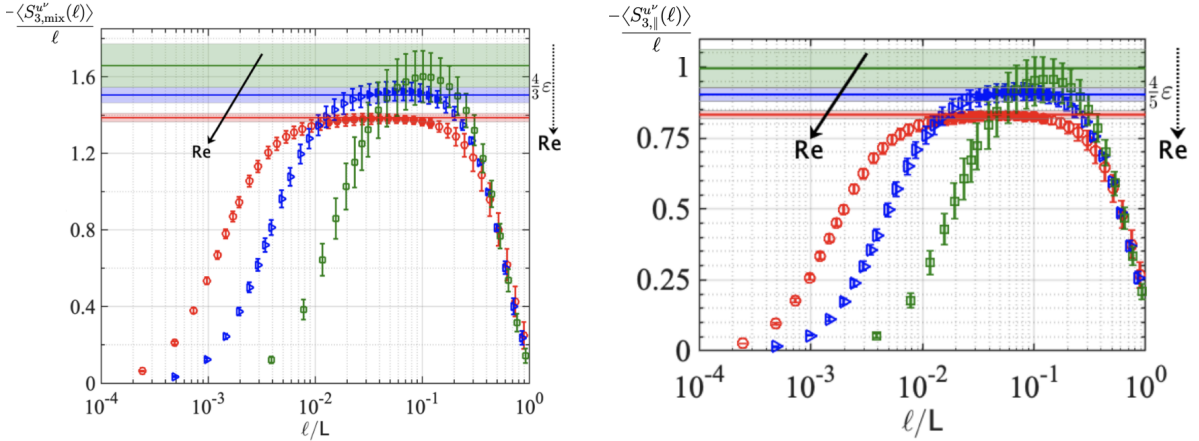 −⟨S^{u^ν}_{3,mix}(ℓ)⟩
ℓ
1.6
1.2
0.8
0.4
0
Re
4/3 ε
Re
10^{-4} 10^{-3} 10^{-2} 10^{-1} 10^{0}
ℓ/L
−⟨S^{u^ν}_{3,∥}(ℓ)⟩
ℓ
1
0.75
0.5
0.25
0
Re
4/5 ε
Re
10^{-4} 10^{-3} 10^{-2} 10^{-1} 10^{0}
ℓ/L